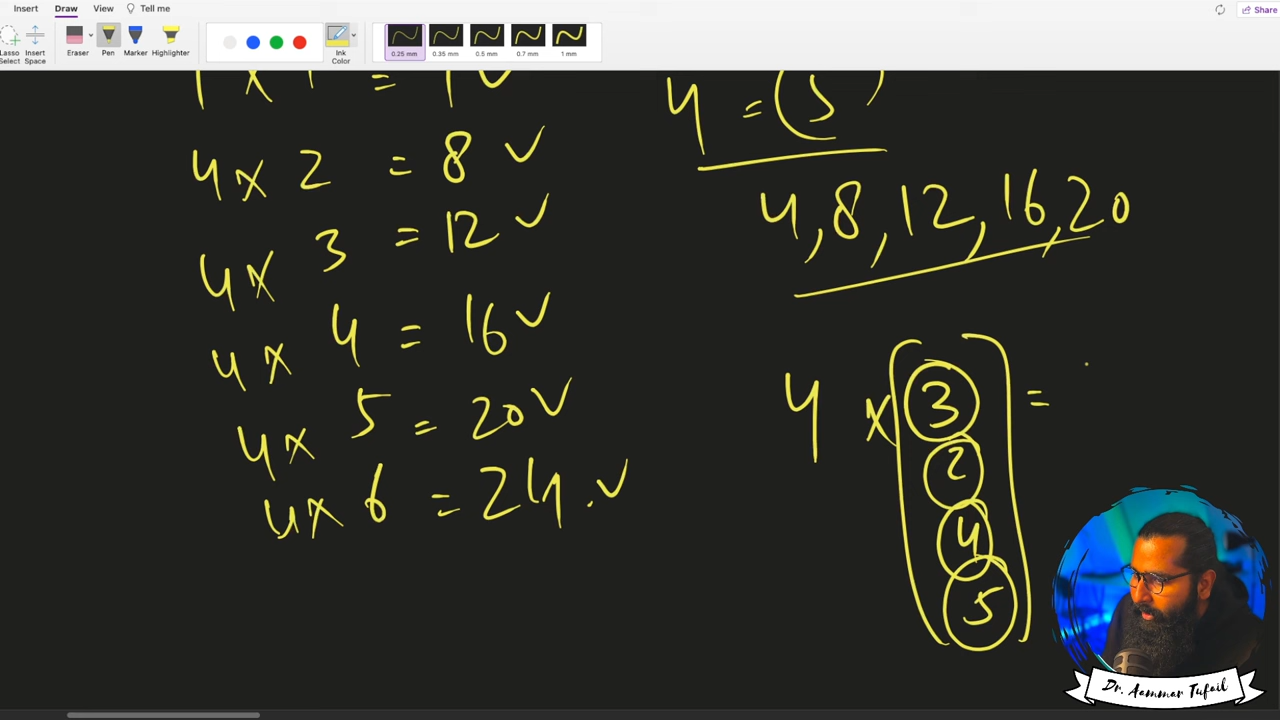 Insert Draw View Tell me
Share
Lasso Select
Insert Space
Eraser
Pen
Marker
Highlighter
Ink Color
0.25 mm
0.35 mm
0.5 mm
0.7 mm
1 mm
4 x 2 = 8 ✓
4 x 3 = 12 ✓
4 x 4 = 16 ✓
4 x 5 = 20 ✓
4 x 6 = 24 . ✓
4 = (5)
4, 8, 12, 16, 20
4 x [3 =
2
4
5]
Dr. Aammar Tufail